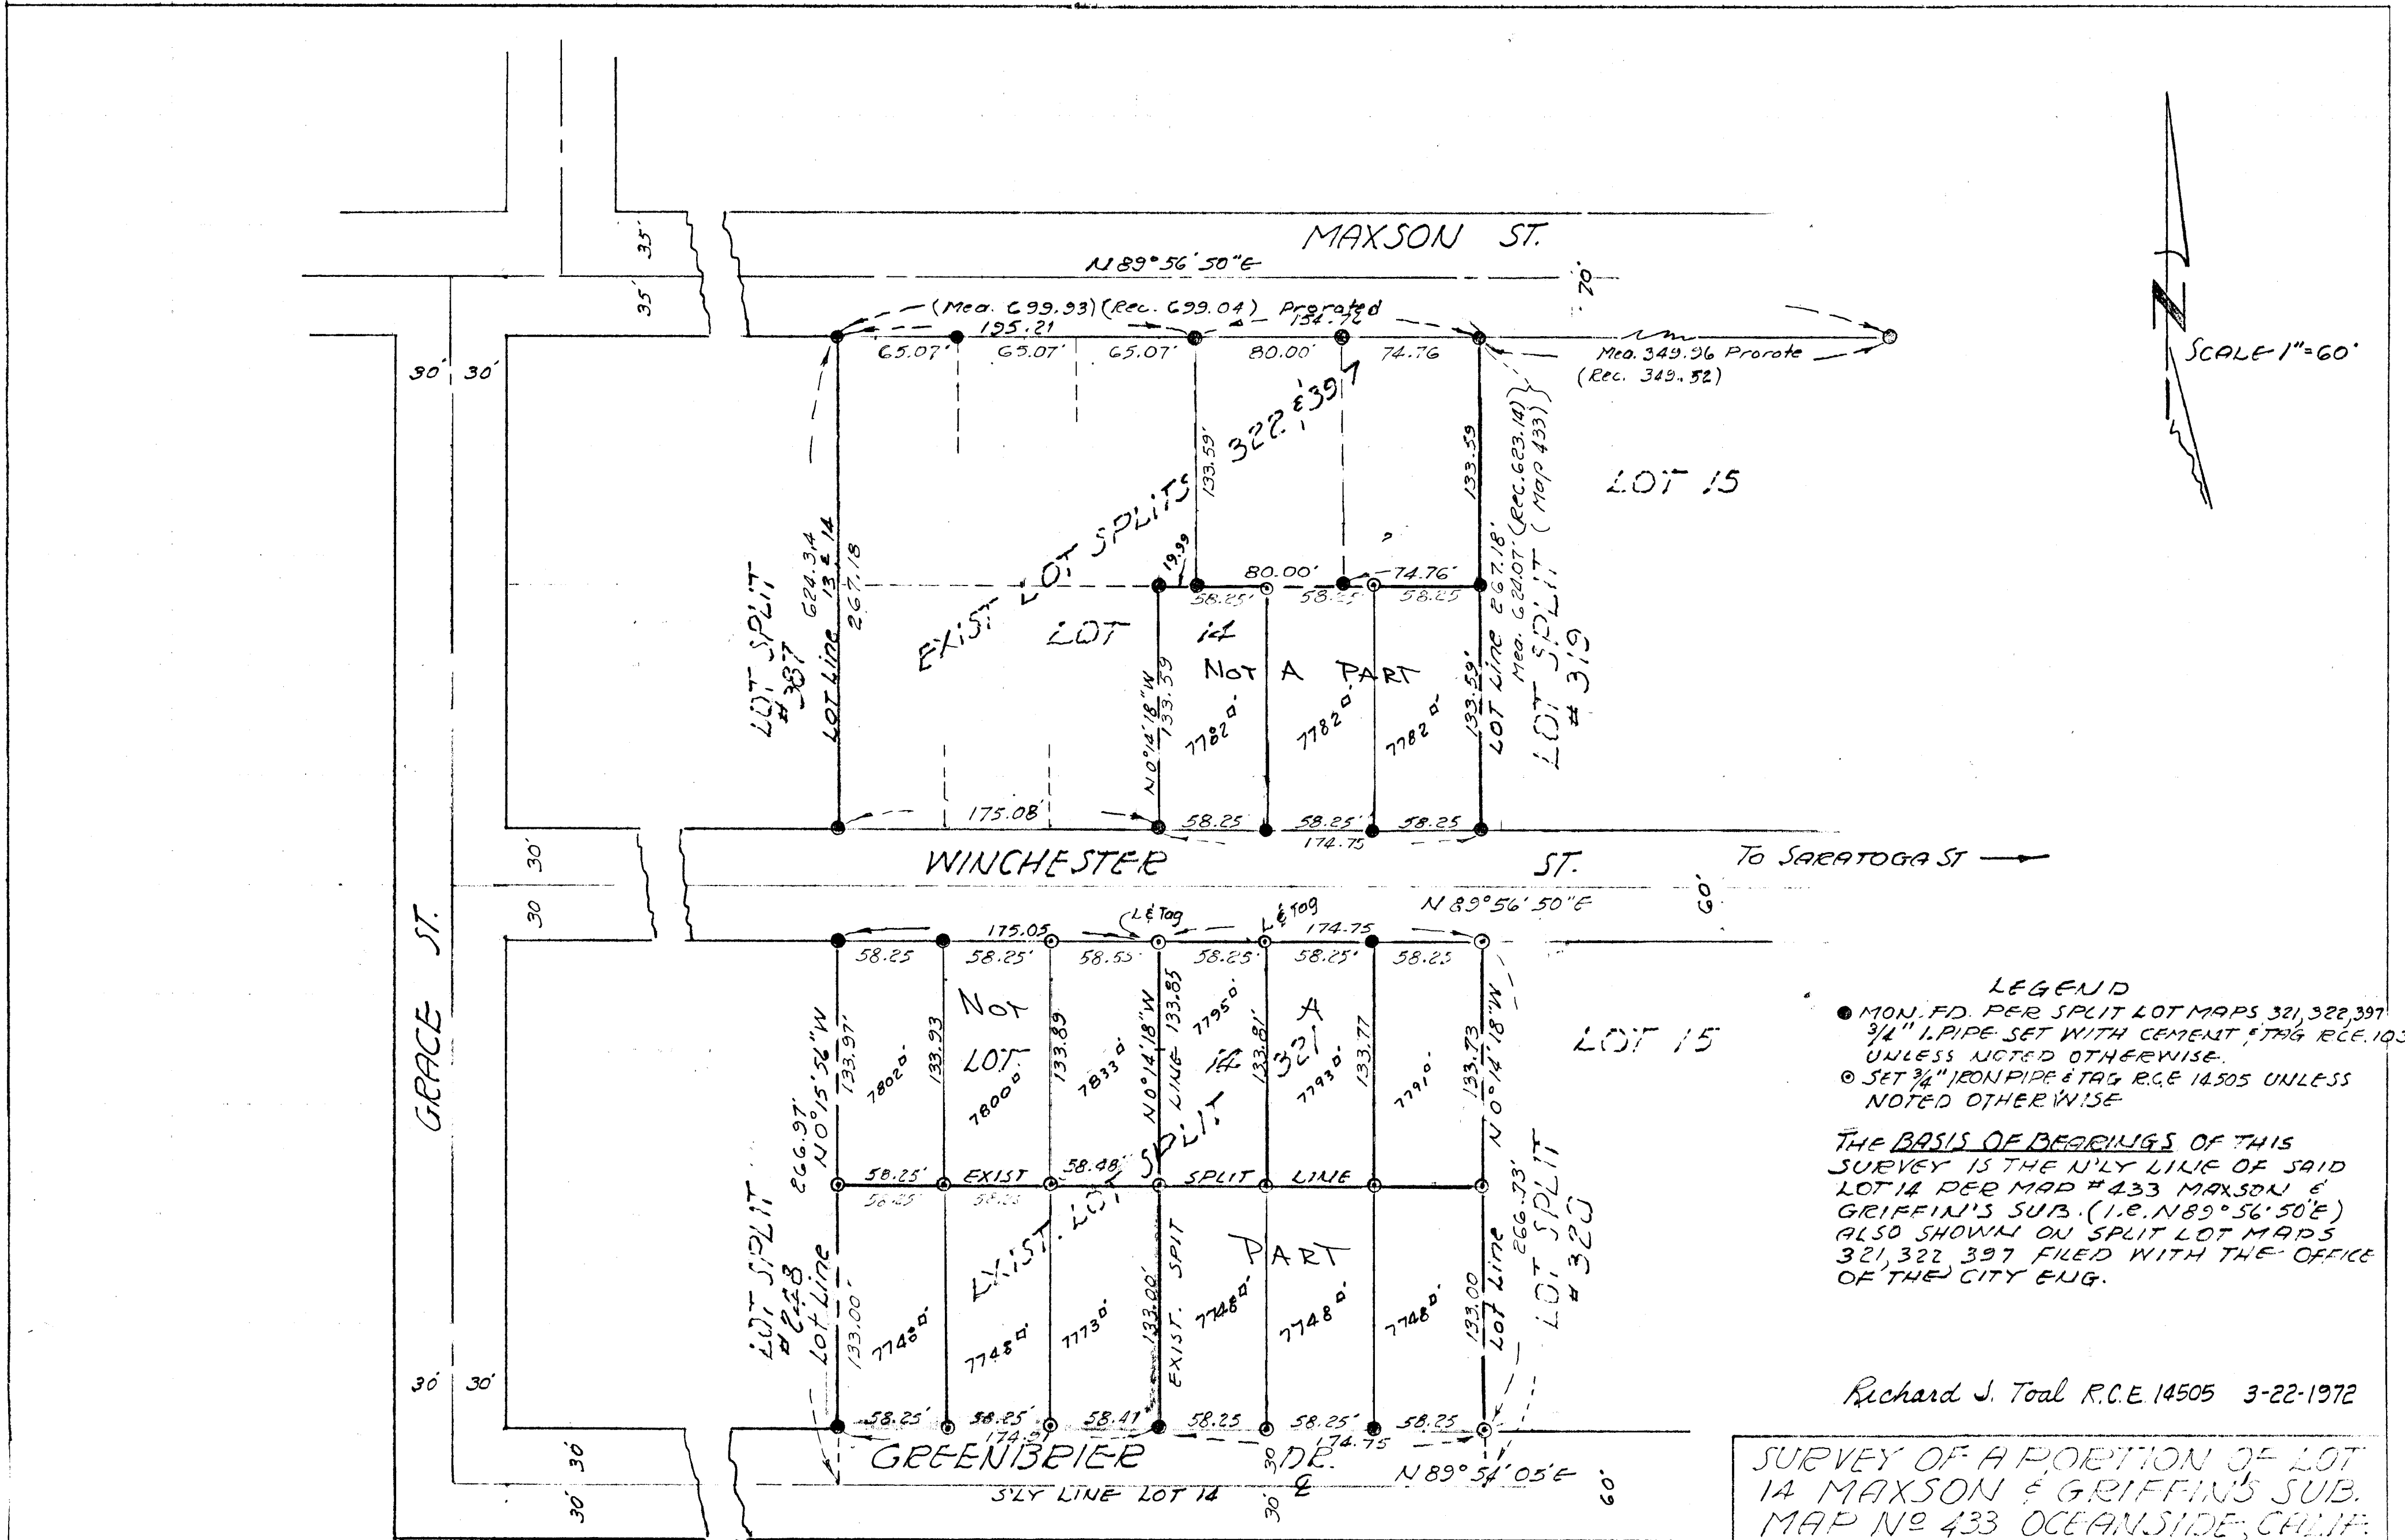 MAXSON ST.
N 89° 56' 50" E
35'
35'
70'
(Mea. 699.93) (Rec. 699.04) Prorated
195.21
154.76
65.07'
65.07'
65.07'
80.00'
74.76
Mea. 349.96 Prorate
(Rec. 349.52)
SCALE 1"=60'
30' 30'
EXIST LOT SPLITS 322 & 397
133.59'
133.59
LOT 15
LOT SPLIT
# 387
624.34
LOT Line 13 & 14
267.18
19.99
80.00'
74.76'
58.25'
58.25
58.25
LOT 14
NOT A PART
N0°14'18"W
133.59
7782 □.
7782 □.
7782 □.
133.59'
LOT Line 267.18'
Mea. 624.07' (Rec. 623.14)
(Map 433)
LOT SPLIT
# 319
175.08'
58.25
58.25'
58.25
174.75
WINCHESTER ST.
To SARATOGA ST
N 89° 56' 50" E
30'
30
60'
GRACE ST.
L & Tag
L & Tag
175.05
174.75
58.25
58.25'
58.55'
58.25'
58.25'
58.25
NOT
LOT 14
LOT 15
266.97'
N0°15'56"W
133.97'
133.93
133.89
N0°14'18"W
LINE 133.85
133.81'
133.77
133.73
N0°14'18"W
7802 □.
7800 □.
7833 □.
7795 □.
7793 □.
7791 □.
A
EXIST. LOT SPLIT 321
58.25' EXIST 58.48' SPLIT LINE
58.25
LOT SPLIT
Lot Line
133.00'
7748 □.
7748 □.
7773 □.
133.00'
EXIST. SPIT
PART
7748 □.
7748 □.
7748 □.
133.00
LOT Line
266.73'
LOT SPLIT
# 320
30' 30'
58.25'
58.25'
58.41'
58.25
58.25'
58.25
174.91
174.75
GREENBRIER DR.
N 89° 54' 05" E
S'LY LINE LOT 14
30'
30'
30'
30'
60'
LEGEND
● MON. FD. PER SPLIT LOT MAPS 321, 322, 397
3/4" I. PIPE SET WITH CEMENT & TAG RCE. 103
UNLESS NOTED OTHERWISE.
⊙ SET 3/4" IRON PIPE & TAG R.C.E 14505 UNLESS
NOTED OTHERWISE
THE BASIS OF BEARINGS OF THIS
SURVEY IS THE N'LY LINE OF SAID
LOT 14 PER MAP #433 MAXSON &
GRIFFIN'S SUB. (I.e. N89°56'50"E)
ALSO SHOWN ON SPLIT LOT MAPS
321, 322 397 FILED WITH THE OFFICE
OF THE CITY ENG.
Richard J. Toal R.C.E. 14505 3-22-1972
SURVEY OF A PORTION OF LOT
14 MAXSON & GRIFFIN'S SUB.
MAP Nº 433 OCEANSIDE, CALIF.